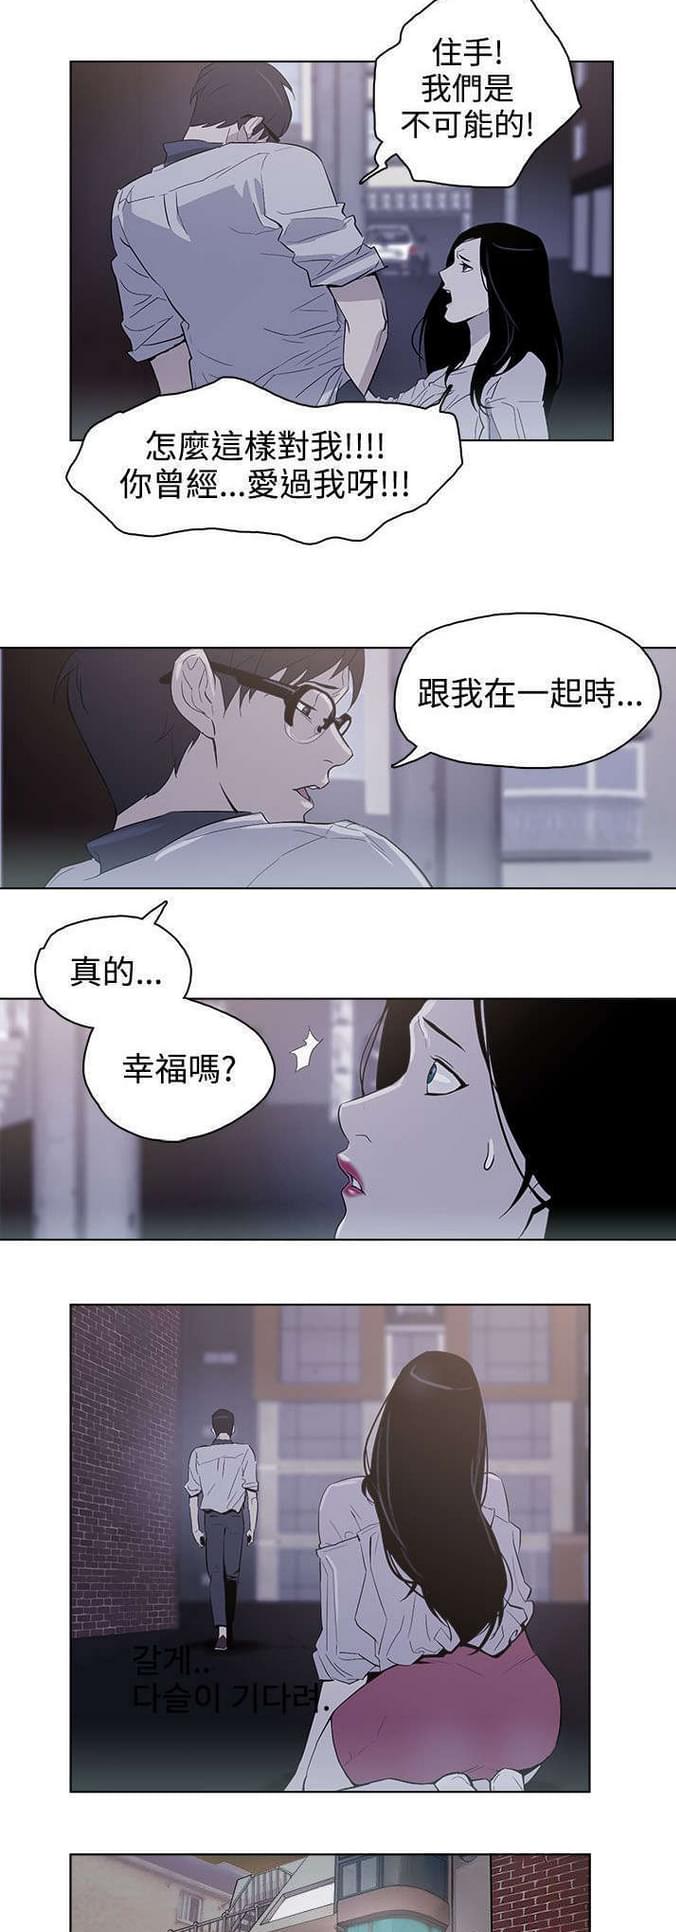 住手!
我們是
不可能的!
怎麼這樣對我!!!!
你曾經...愛過我呀!!!
跟我在一起時...
真的...
幸福嗎?
갈게..
다슬이 기다려.